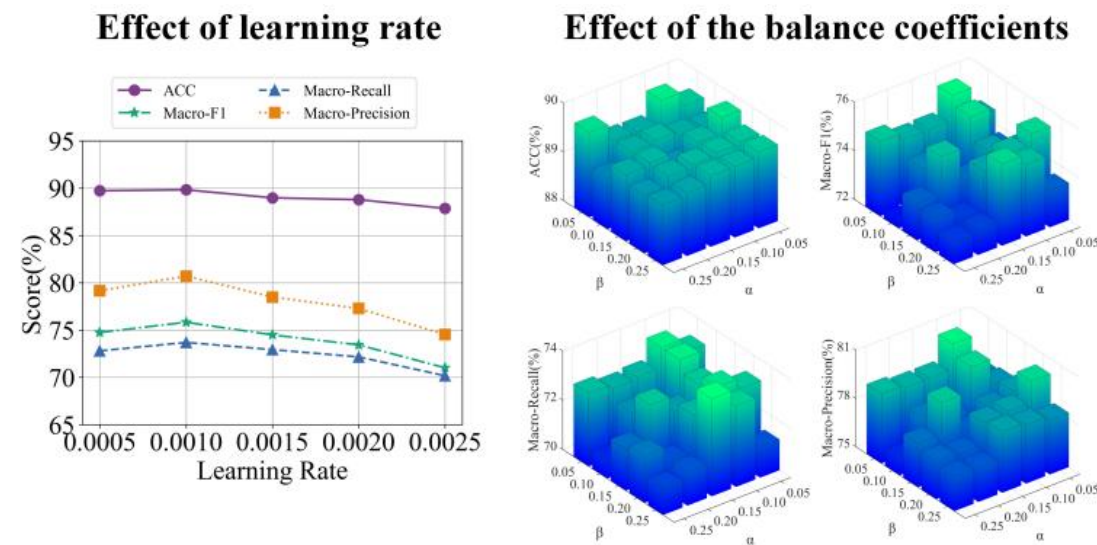 Effect of learning rate
ACC
Macro-Recall
Macro-F1
Macro-Precision
95
90
85
80
75
70
65
Score(%)
0.0005 0.0010 0.0015 0.0020 0.0025
Learning Rate
Effect of the balance coefficients
90
89
88
ACC(%)
0.05
0.10
0.15
0.20
0.25
β
0.25
0.20
0.15
0.10
0.05
α
76
74
72
Macro-F1(%)
0.05
0.10
0.15
0.20
0.25
β
0.25
0.20
0.15
0.10
0.05
α
74
72
70
Macro-Recall(%)
0.05
0.10
0.15
0.20
0.25
β
0.25
0.20
0.15
0.10
0.05
α
81
78
75
Macro-Precision(%)
0.05
0.10
0.15
0.20
0.25
β
0.25
0.20
0.15
0.10
0.05
α